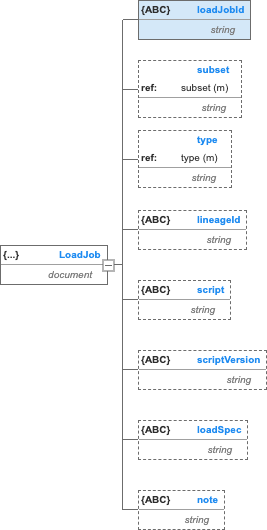 {ABC} loadJobId
string
subset
ref: subset (m)
string
type
ref: type (m)
string
{ABC} lineageId
string
{...} LoadJob
document
{ABC} script
string
{ABC} scriptVersion
string
{ABC} loadSpec
string
{ABC} note
string